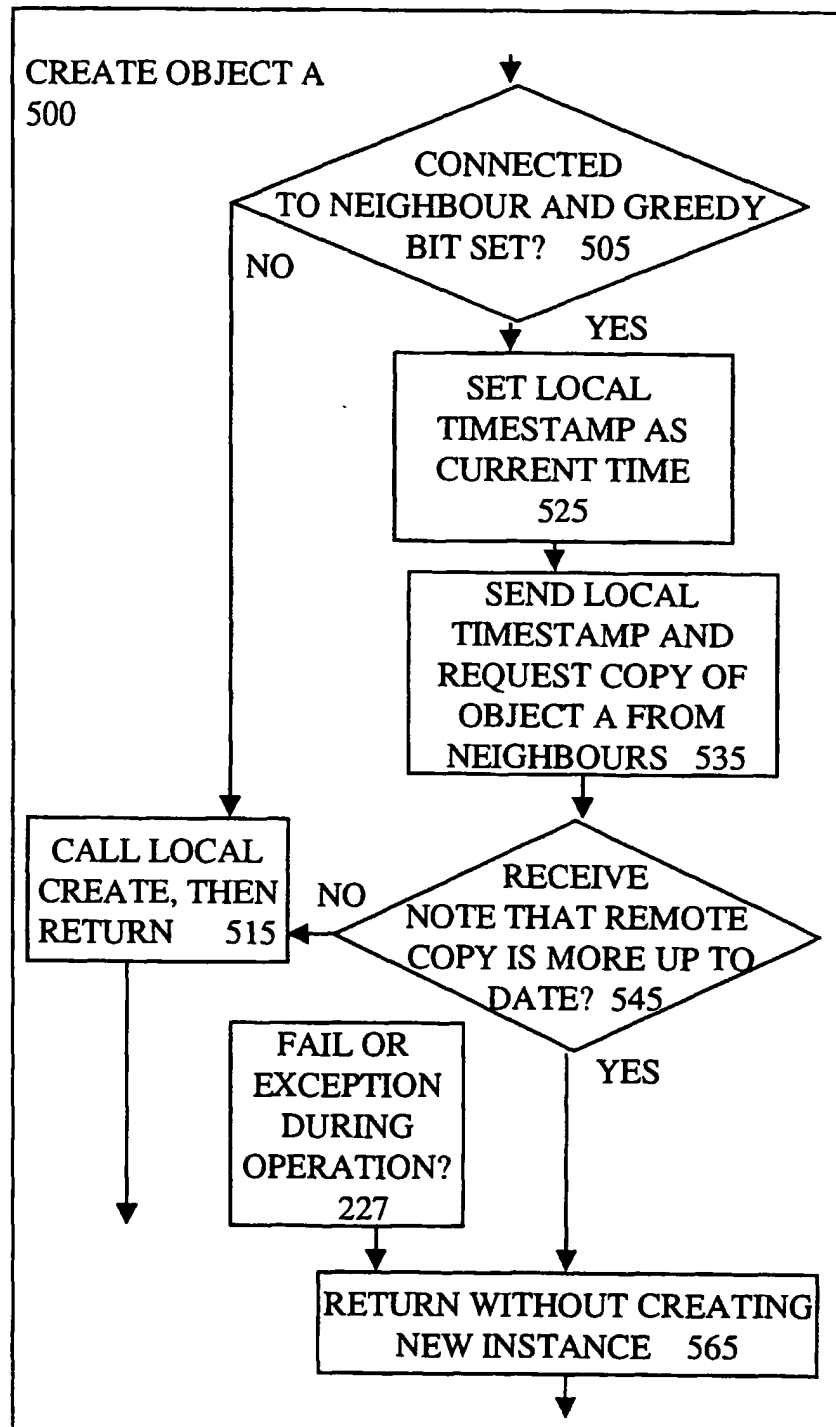 CREATE OBJECT A
500
CONNECTED
TO NEIGHBOUR AND GREEDY
BIT SET? 505
NO
YES
SET LOCAL
TIMESTAMP AS
CURRENT TIME
525
SEND LOCAL
TIMESTAMP AND
REQUEST COPY OF
OBJECT A FROM
NEIGHBOURS 535
CALL LOCAL
CREATE, THEN
RETURN 515
NO
RECEIVE
NOTE THAT REMOTE
COPY IS MORE UP TO
DATE? 545
YES
FAIL OR
EXCEPTION
DURING
OPERATION?
227
RETURN WITHOUT CREATING
NEW INSTANCE 565